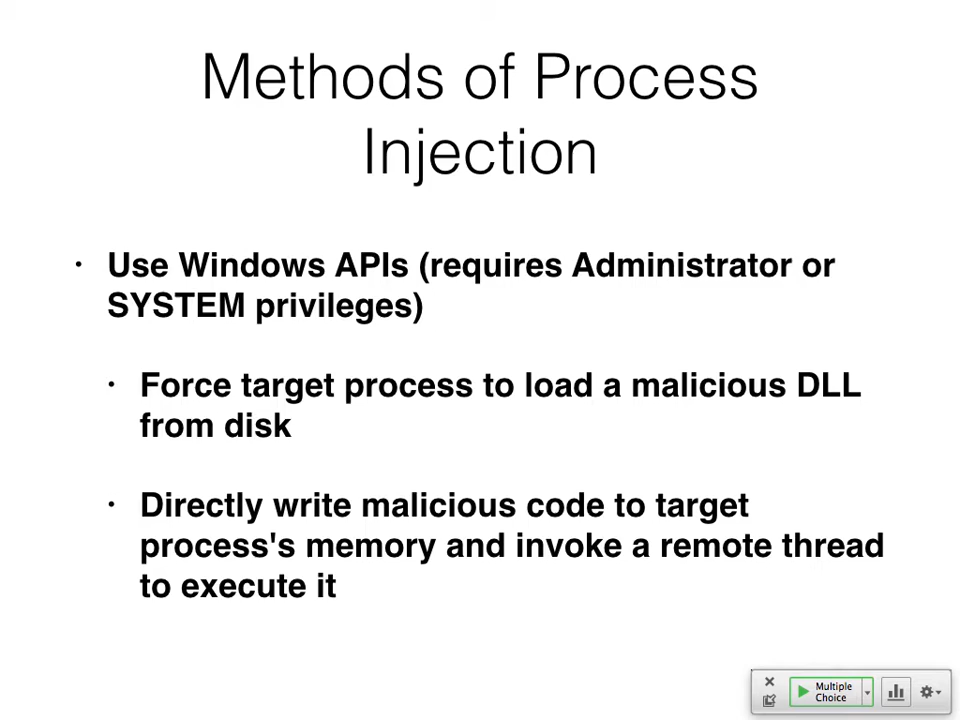 Methods of Process
Injection
• Use Windows APIs (requires Administrator or
SYSTEM privileges)
• Force target process to load a malicious DLL
from disk
• Directly write malicious code to target
process's memory and invoke a remote thread
to execute it
Multiple
Choice